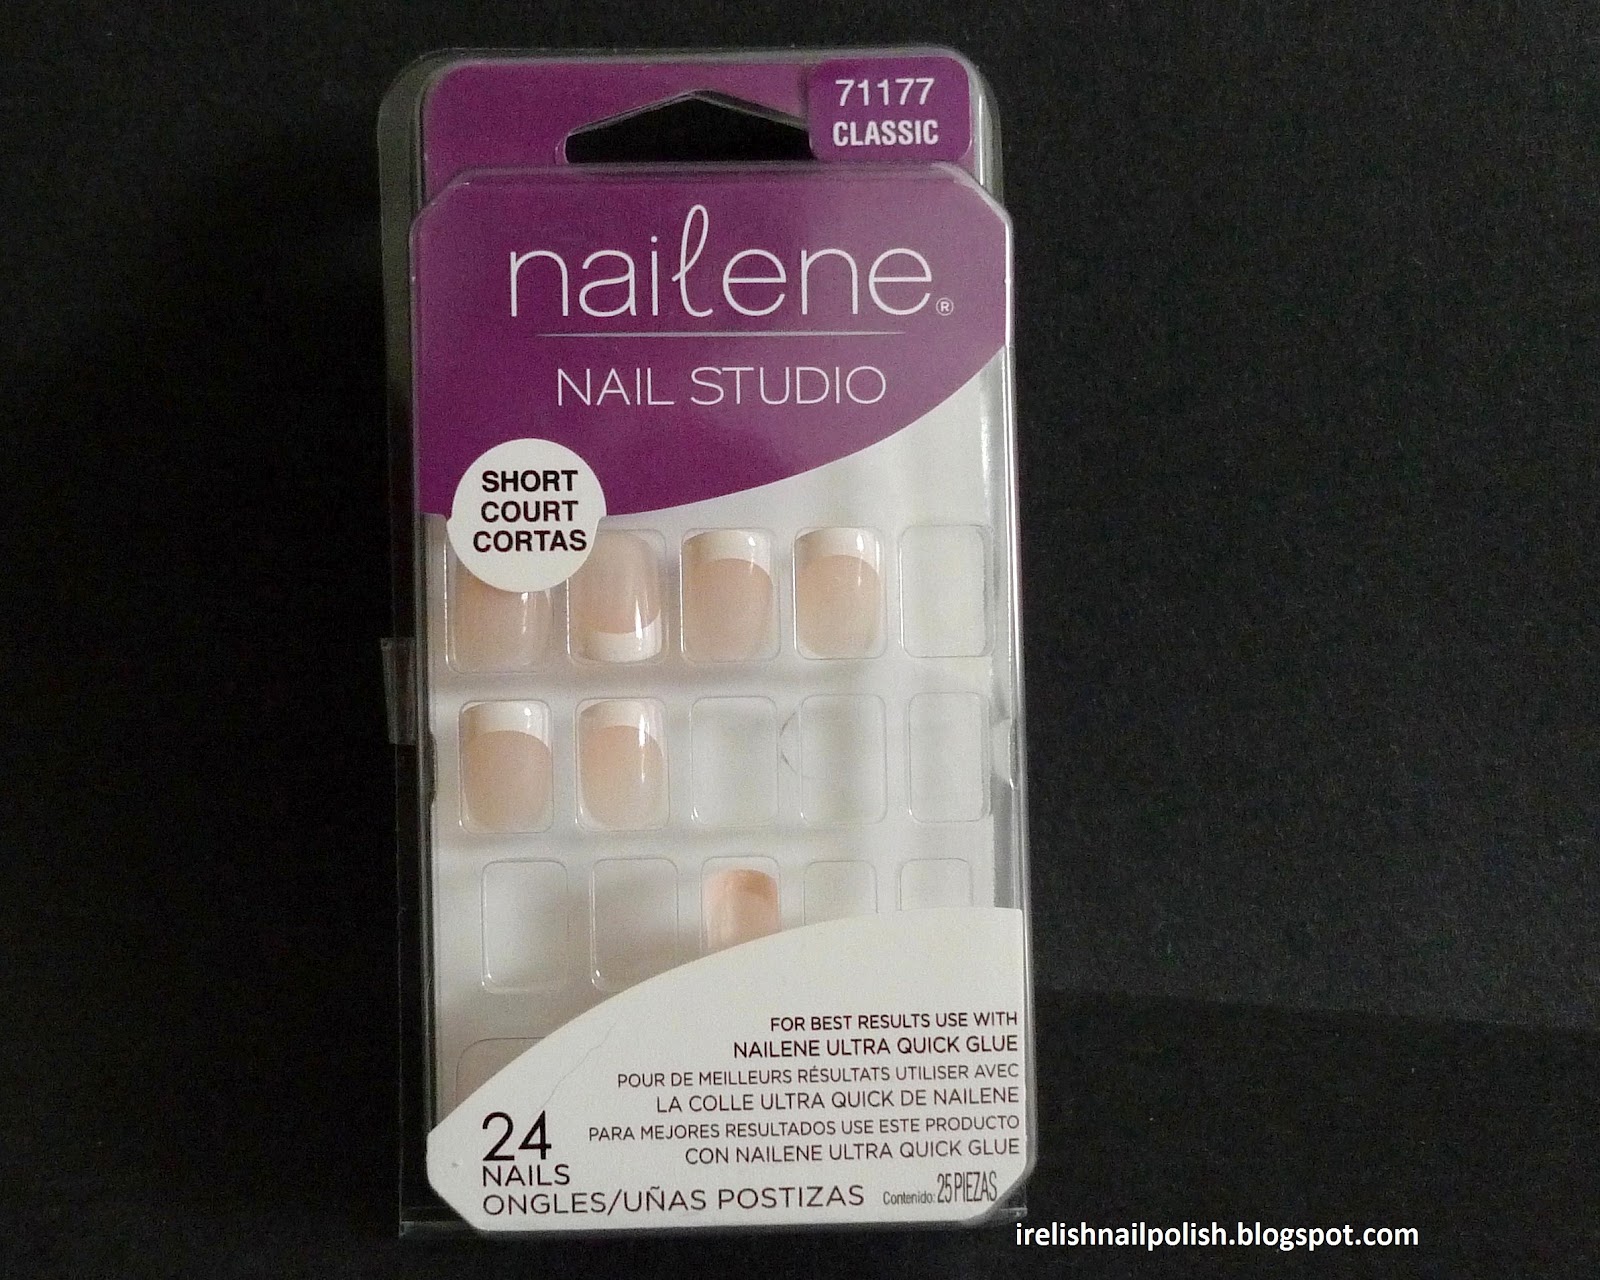 71177
CLASSIC
nailene®
NAIL STUDIO
SHORT
COURT
CORTAS
FOR BEST RESULTS USE WITH
NAILENE ULTRA QUICK GLUE
POUR DE MEILLEURS RÉSULTATS UTILISER AVEC
LA COLLE ULTRA QUICK DE NAILENE
PARA MEJORES RESULTADOS USE ESTE PRODUCTO
CON NAILENE ULTRA QUICK GLUE
24
NAILS
ONGLES/UÑAS POSTIZAS
Contenido: 25 PIEZAS
irelishnailpolish.blogspot.com